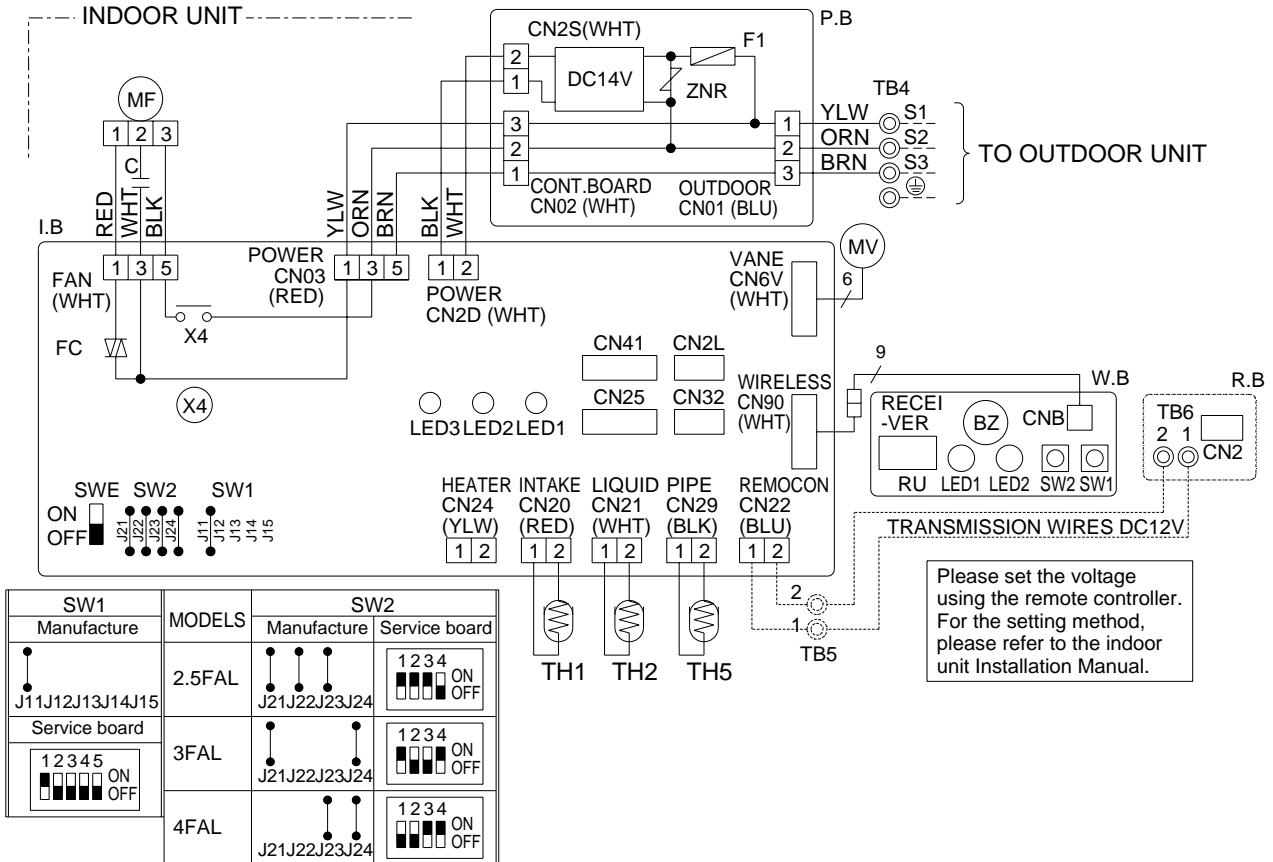 INDOOR UNIT
P.B
CN2S(WHT)
F1
2
1
DC14V
ZNR
TB4
MF
1 2 3
C
3
2
1
1
2
3
YLW S1
ORN S2
BRN S3
TO OUTDOOR UNIT
CONT.BOARD
CN02 (WHT)
OUTDOOR
CN01 (BLU)
RED
WHT
BLK
YLW
ORN
BRN
BLK
WHT
I.B
FAN
(WHT)
1 3 5
POWER
CN03
(RED)
1 3 5
1 2
POWER
CN2D (WHT)
VANE
CN6V
(WHT)
MV
6
FC
X4
X4
CN41
CN2L
CN25
CN32
LED3 LED2 LED1
WIRELESS
CN90
(WHT)
9
W.B
RECEI
-VER
BZ
CNB
RU LED1 LED2 SW2 SW1
R.B
TB6
2 1
CN2
SWE SW2 SW1
ON
OFF
J21
J22
J23
J24
J11
J12
J13
J14
J15
HEATER
CN24
(YLW)
1 2
INTAKE
CN20
(RED)
1 2
LIQUID
CN21
(WHT)
1 2
PIPE
CN29
(BLK)
1 2
REMOCON
CN22
(BLU)
1 2
TRANSMISSION WIRES DC12V
2
1
TB5
TH1
TH2
TH5
Please set the voltage
using the remote controller.
For the setting method,
please refer to the indoor
unit Installation Manual.
SW1
Manufacture
J11J12J13J14J15
Service board
1 2 3 4 5
ON
OFF
MODELS
SW2
Manufacture Service board
2.5FAL
J21J22J23J24
1 2 3 4
ON
OFF
3FAL
J21J22J23J24
1 2 3 4
ON
OFF
4FAL
J21J22J23J24
1 2 3 4
ON
OFF